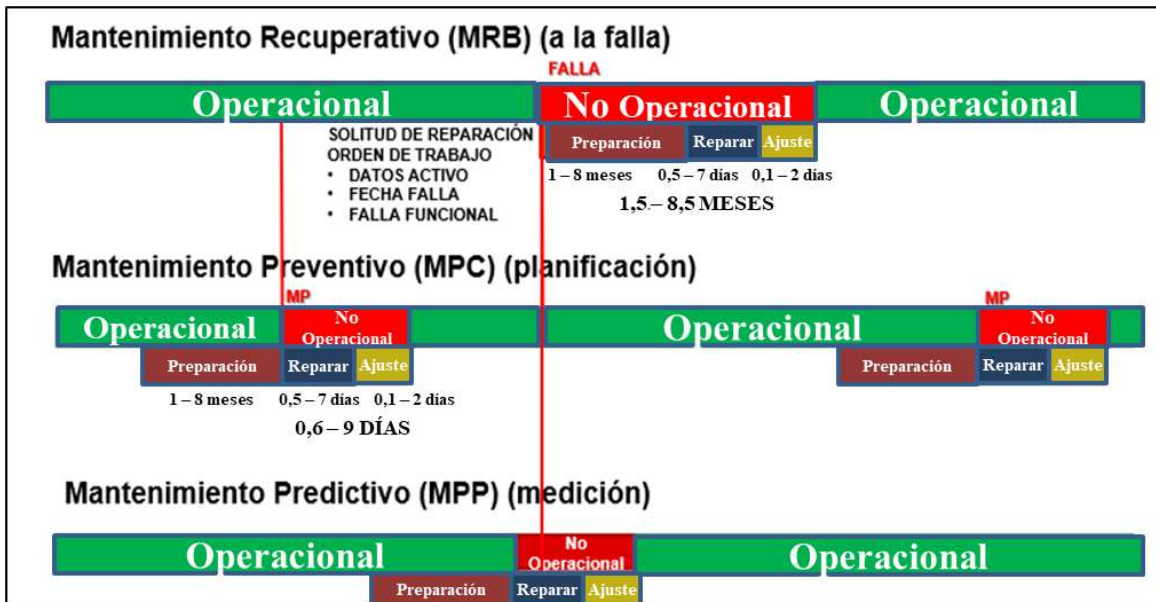 Mantenimiento Recuperativo (MRB) (a la falla)
FALLA
Operacional
No Operacional
Operacional
SOLITUD DE REPARACIÓN
ORDEN DE TRABAJO
• DATOS ACTIVO
• FECHA FALLA
• FALLA FUNCIONAL
Preparación
Reparar
Ajuste
1 – 8 meses 0,5 – 7 días 0,1 – 2 días
1,5 – 8,5 MESES
Mantenimiento Preventivo (MPC) (planificación)
MP
MP
Operacional
No
Operacional
Operacional
No
Operacional
Preparación
Reparar
Ajuste
Preparación
Reparar
Ajuste
1 – 8 meses 0,5 – 7 días 0,1 – 2 días
0,6 – 9 DÍAS
Mantenimiento Predictivo (MPP) (medición)
Operacional
No
Operacional
Operacional
Preparación
Reparar
Ajuste